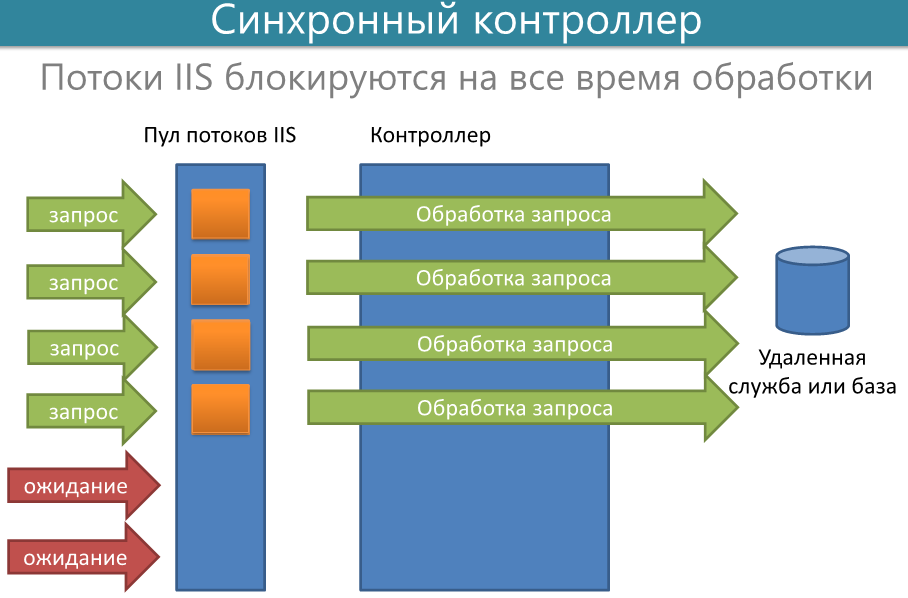 Синхронный контроллер
Потоки IIS блокируются на все время обработки
Пул потоков IIS
Контроллер
запрос
Обработка запроса
запрос
Обработка запроса
запрос
Обработка запроса
запрос
Обработка запроса
Удаленная
служба или база
ожидание
ожидание